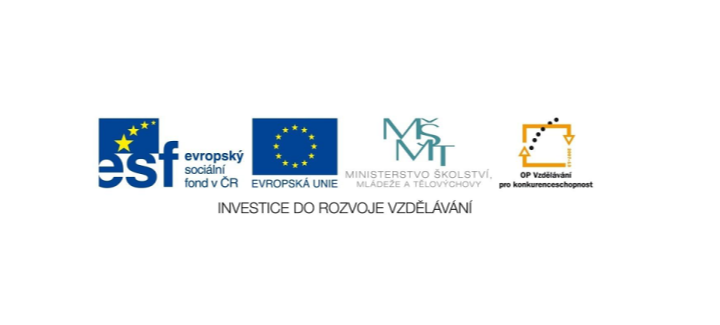 esf
evropský
sociální
fond v ČR
EVROPSKÁ UNIE
MŠMT
MINISTERSTVO ŠKOLSTVÍ,
MLÁDEŽE A TĚLOVÝCHOVY
OP Vzdělávání
pro konkurenceschopnost
INVESTICE DO ROZVOJE VZDĚLÁVÁNÍ